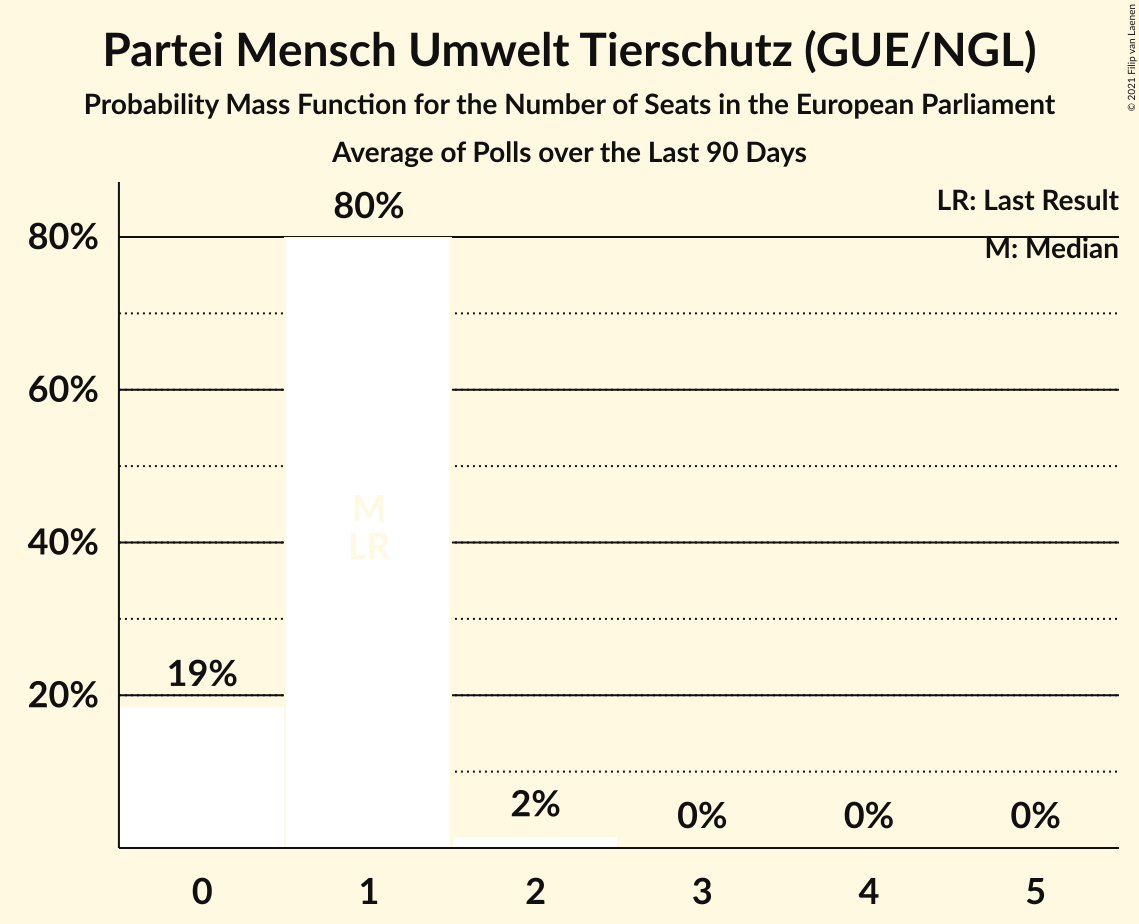 Partei Mensch Umwelt Tierschutz (GUE/NGL)
Probability Mass Function for the Number of Seats in the European Parliament
Average of Polls over the Last 90 Days
© 2021 Filip van Laenen
LR: Last Result
M: Median
80%
60%
40%
20%
19%
80%
M
LR
2%
0%
0%
0%
0
1
2
3
4
5